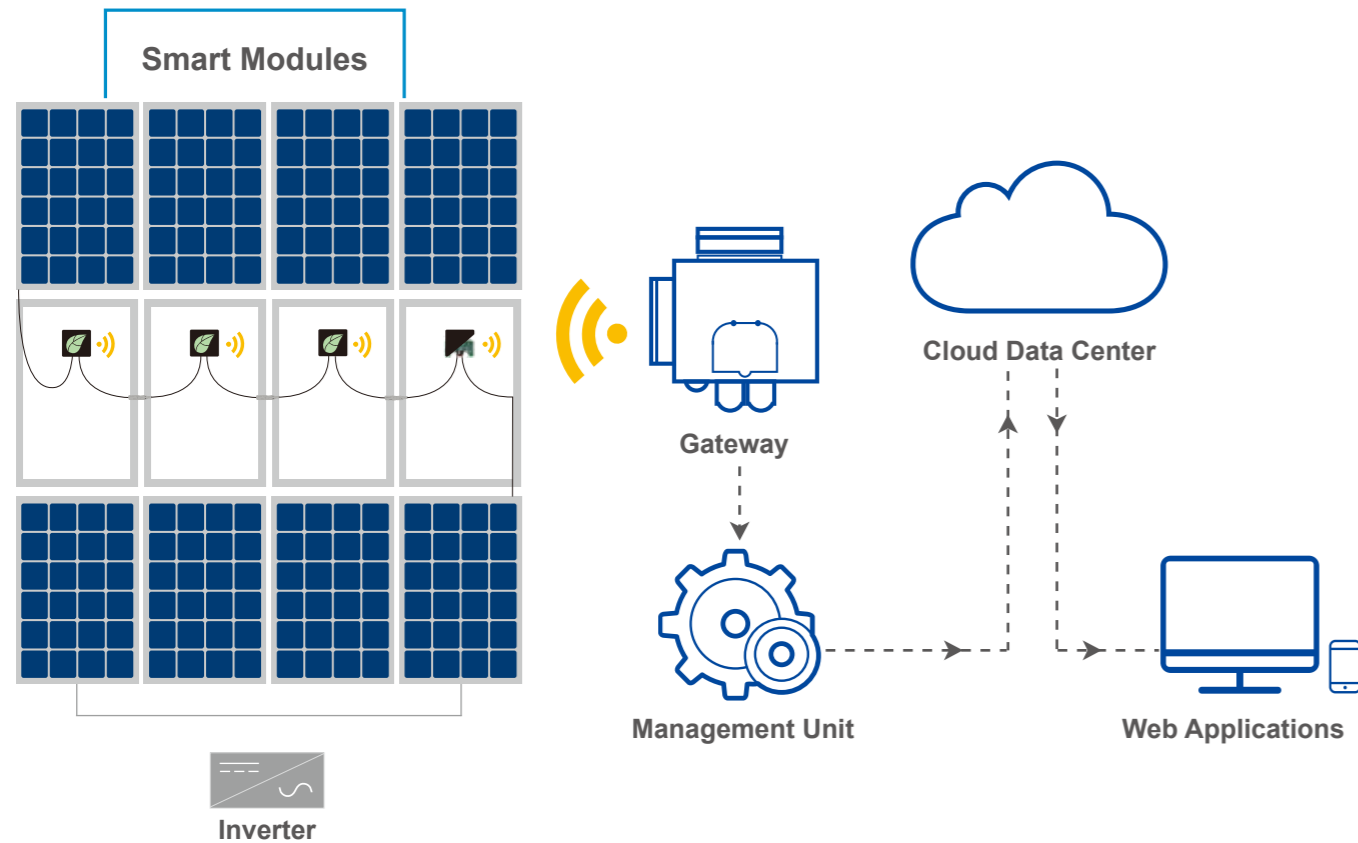 Smart Modules
Gateway
Cloud Data Center
Management Unit
Web Applications
Inverter